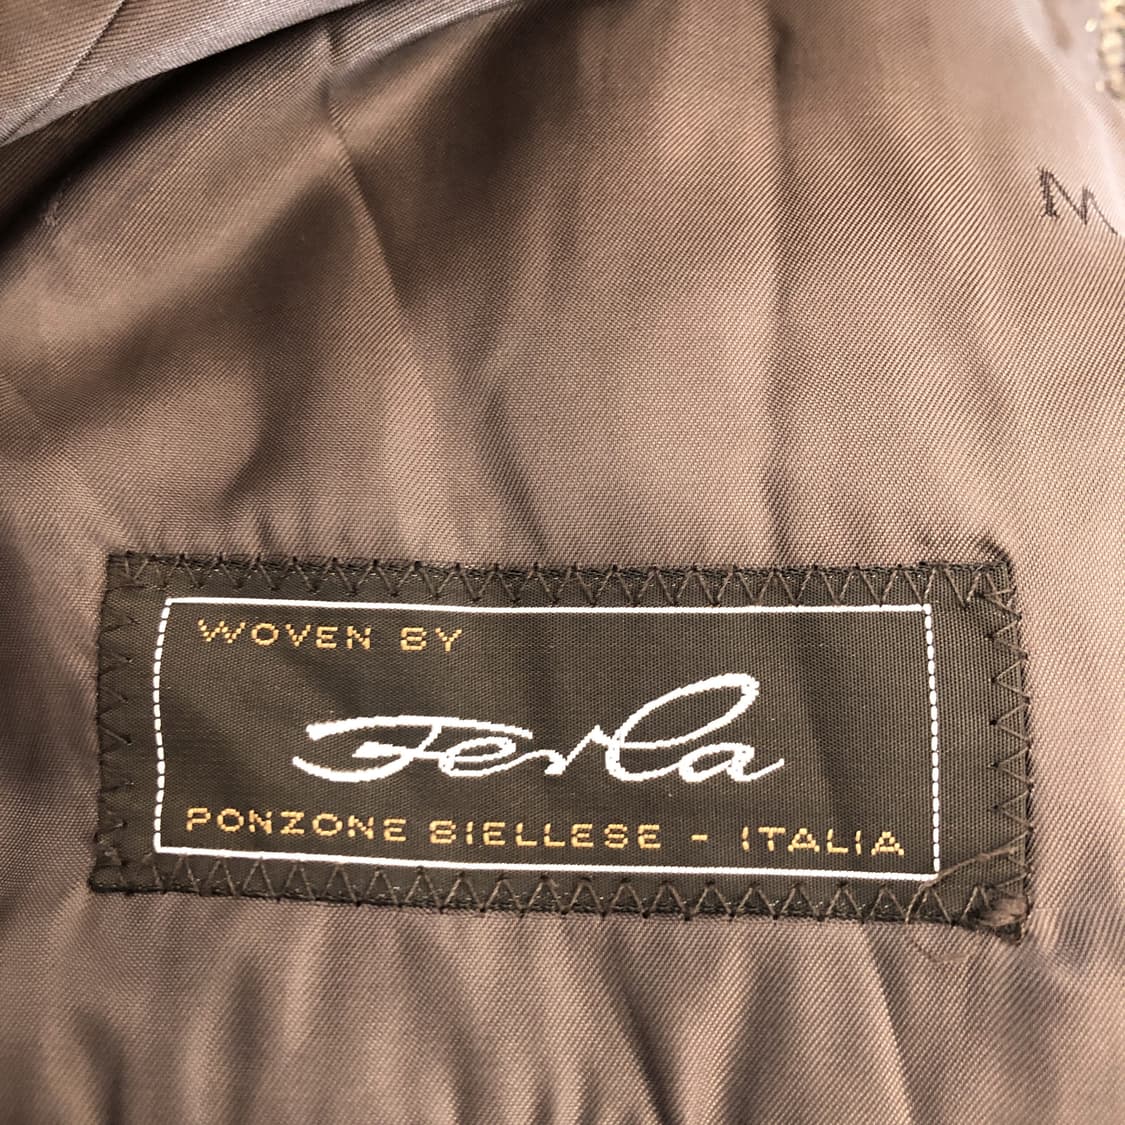 M
WOVEN BY
Ferla
PONZONE BIELLESE - ITALIA